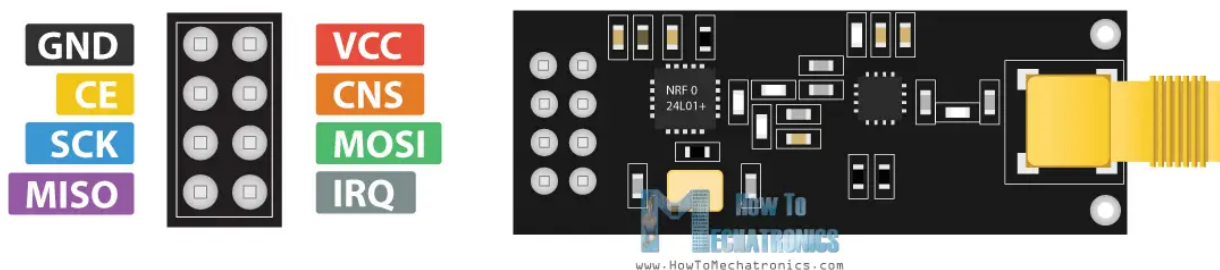 GND
VCC
CE
CNS
SCK
MOSI
MISO
IRQ
NRF 0
24L01+
How To
MECHATRONICS
www.HowToMechatronics.com